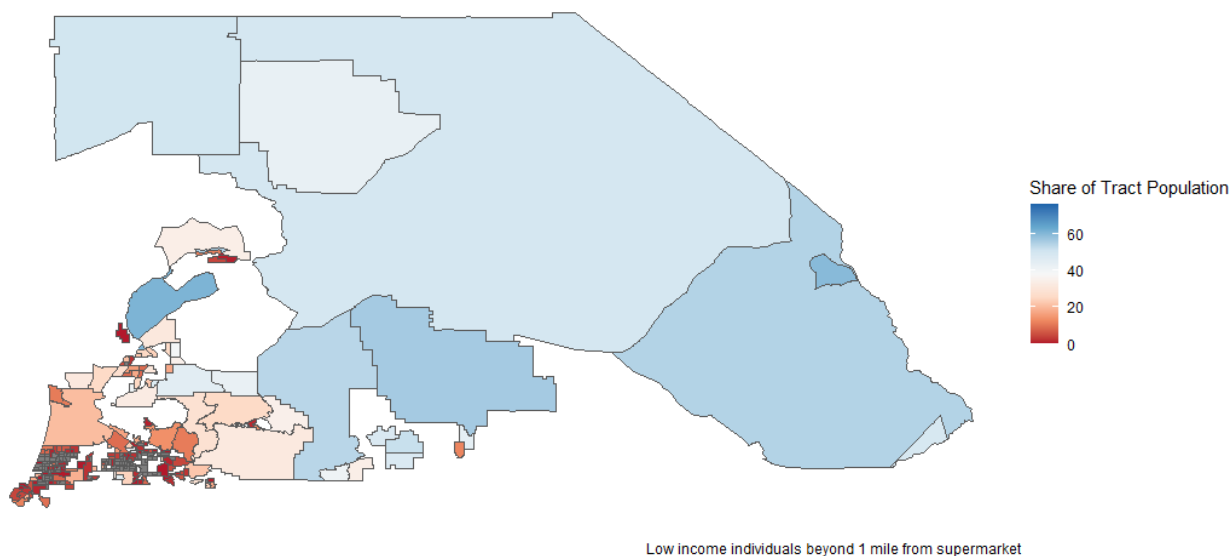 Share of Tract Population
60
40
20
0
Low income individuals beyond 1 mile from supermarket